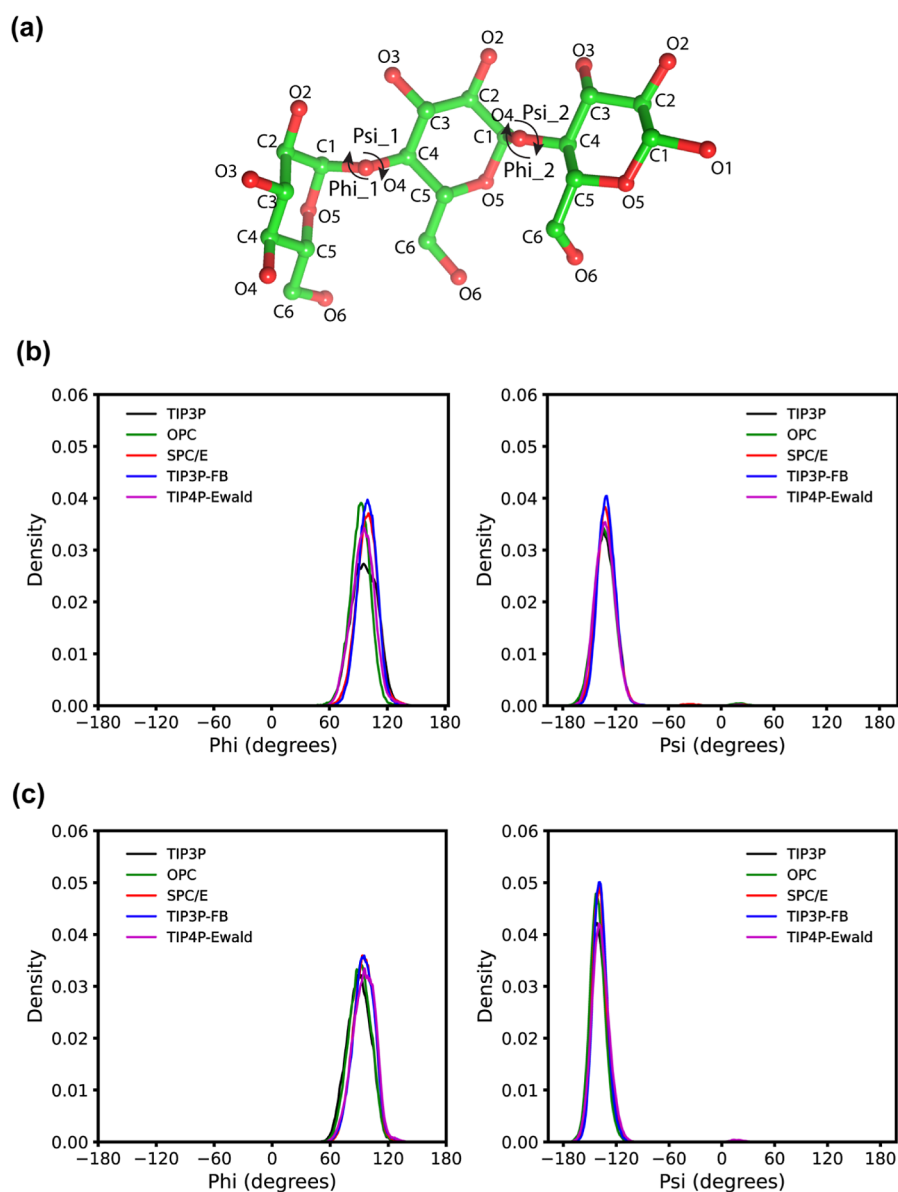 (a)
O3 O2 O3 O2
O2 C2 O4 Psi_2 C3 C2
C3 C1
C2 C1 Psi_1 C4 C4 C1 O1
O3 Phi_1 O4 Phi_2
C3 O5 C5 O5 C5 O5
C4 C5 C6 C6
O4 O6 O6
C6 O6
(b)
0.06 0.06
TIP3P TIP3P
0.05 OPC 0.05 OPC
SPC/E SPC/E
TIP3P-FB TIP3P-FB
0.04 TIP4P-Ewald 0.04 TIP4P-Ewald
Density Density
0.03 0.03
0.02 0.02
0.01 0.01
0.00 0.00
−180 −120 −60 0 60 120 180 −180 −120 −60 0 60 120 180
Phi (degrees) Psi (degrees)
(c)
0.06 0.06
TIP3P TIP3P
0.05 OPC 0.05 OPC
SPC/E SPC/E
TIP3P-FB TIP3P-FB
0.04 TIP4P-Ewald 0.04 TIP4P-Ewald
Density Density
0.03 0.03
0.02 0.02
0.01 0.01
0.00 0.00
−180 −120 −60 0 60 120 180 −180 −120 −60 0 60 120 180
Phi (degrees) Psi (degrees)